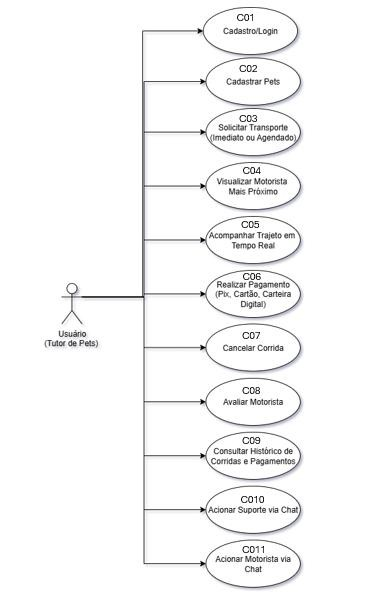 C01
Cadastro/Login
C02
Cadastrar Pets
C03
Solicitar Transporte
(Imediato ou Agendado)
C04
Visualizar Motorista
Mais Próximo
C05
Acompanhar Trajeto em
Tempo Real
C06
Realizar Pagamento
(Pix, Cartão, Carteira
Digital)
Usuário
(Tutor de Pets)
C07
Cancelar Corrida
C08
Avaliar Motorista
C09
Consultar Histórico de
Corridas e Pagamentos
C010
Acionar Suporte via Chat
C011
Acionar Motorista via
Chat